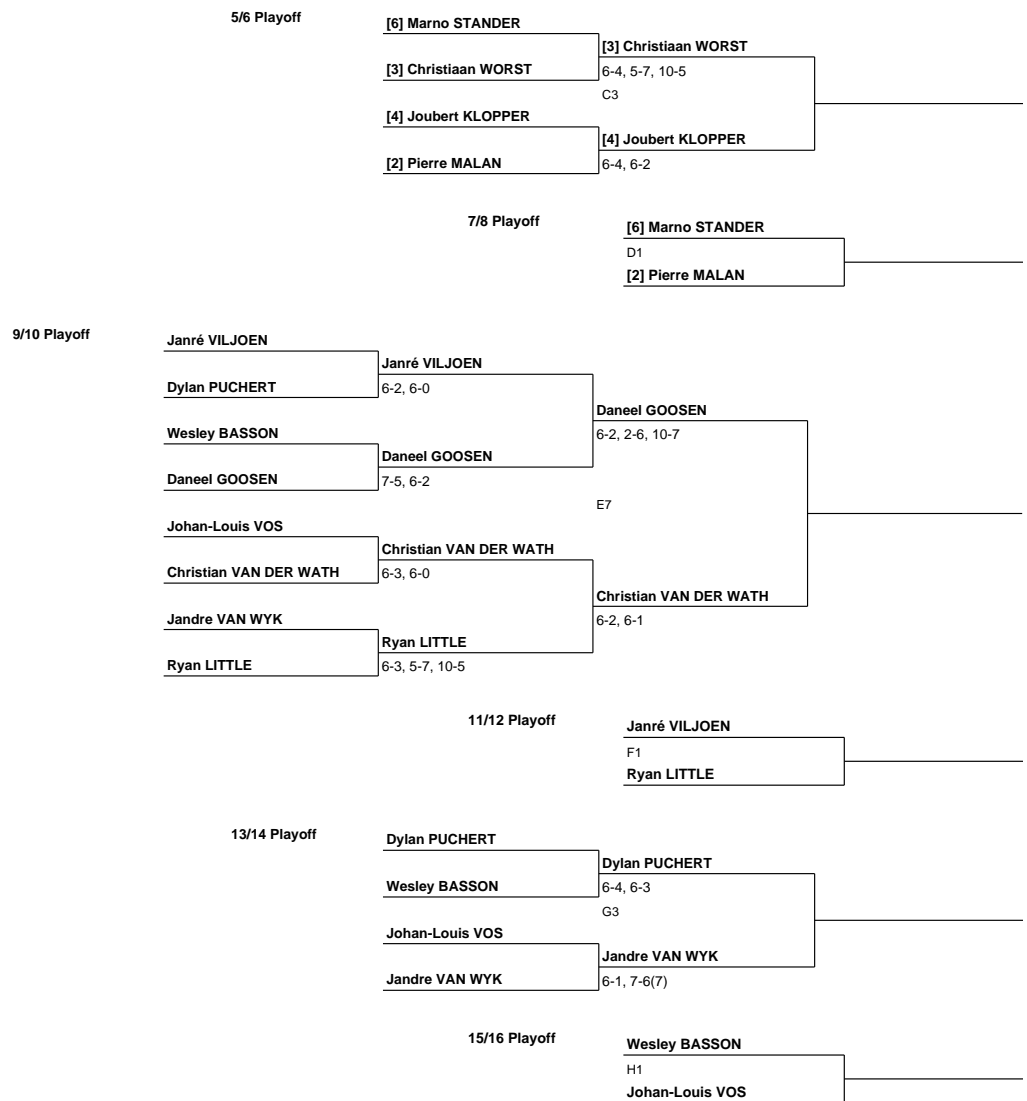 5/6 Playoff
[6] Marno STANDER
[3] Christiaan WORST
[3] Christiaan WORST
6-4, 5-7, 10-5
C3
[4] Joubert KLOPPER
[4] Joubert KLOPPER
[2] Pierre MALAN
6-4, 6-2
7/8 Playoff
[6] Marno STANDER
D1
[2] Pierre MALAN
9/10 Playoff
Janré VILJOEN
Janré VILJOEN
Dylan PUCHERT
6-2, 6-0
Daneel GOOSEN
Wesley BASSON
6-2, 2-6, 10-7
Daneel GOOSEN
Daneel GOOSEN
7-5, 6-2
E7
Johan-Louis VOS
Christian VAN DER WATH
Christian VAN DER WATH
6-3, 6-0
Christian VAN DER WATH
Jandre VAN WYK
6-2, 6-1
Ryan LITTLE
Ryan LITTLE
6-3, 5-7, 10-5
11/12 Playoff
Janré VILJOEN
F1
Ryan LITTLE
13/14 Playoff
Dylan PUCHERT
Dylan PUCHERT
Wesley BASSON
6-4, 6-3
G3
Johan-Louis VOS
Jandre VAN WYK
Jandre VAN WYK
6-1, 7-6(7)
15/16 Playoff
Wesley BASSON
H1
Johan-Louis VOS